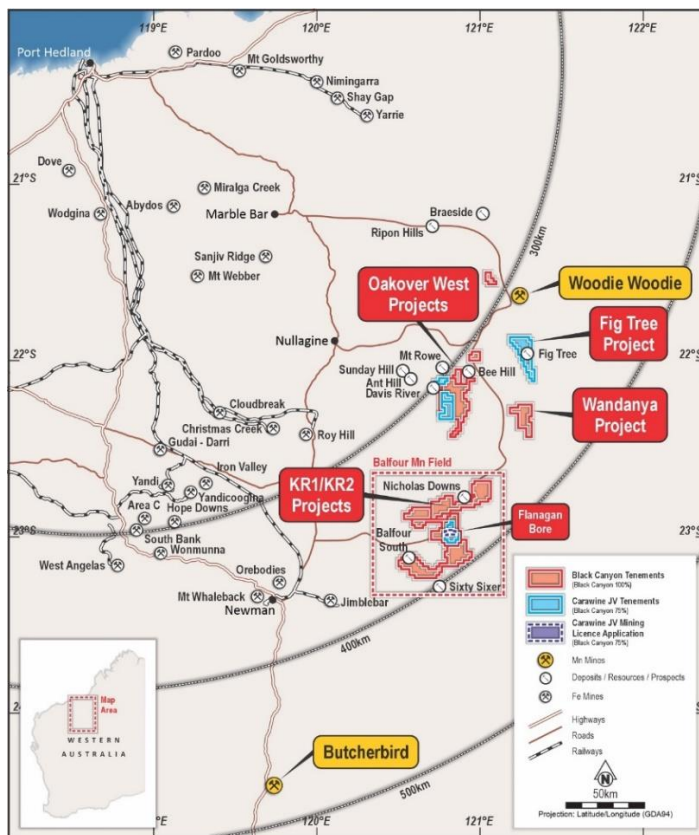 119°E
120°E
121°E
Port Hedland
Pardoo
Mt Goldsworthy
Nimingarra
Shay Gap
Yarrie
Dove
21°S
21°S
Miralga Creek
Wodgina
Abydos
Marble Bar
Braeside
Ripon Hills
300km
Sanjiv Ridge
Mt Webber
Oakover West
Projects
Woodie Woodie
Nullagine
22°S
22°S
Fig Tree
Project
Mt Rowe
Fig Tree
Sunday Hill
Bee Hill
Ant Hill
Davis River
Wandanya
Project
Cloudbreak
Christmas Creek
Roy Hill
Gudai - Darri
Iron Valley
Balfour Mn Field
KR1/KR2
Projects
Nicholas Downs
Yandi
Yandicoogina
Area C
Hope Downs
Flanagan
Bore
23°S
23°S
South Bank
Wonmunna
Balfour
South
West Angelas
Orebodies
Sixty Sixer
Mt Whaleback
Jimblebar
Newman
400km
24°S
Butcherbird
500km
119°E
120°E
121°E
Map
Area
WESTERN
AUSTRALIA
Black Canyon Tenements
(Black Canyon 100%)
Carawine JV Tenements
(Black Canyon 75%)
Carawine JV Mining
Licence Application
(Black Canyon 75%)
Mn Mines
Deposits / Resources / Prospects
Fe Mines
Highways
Roads
Railways
N
50km
Projection: Latitude/Longitude (GDA94)